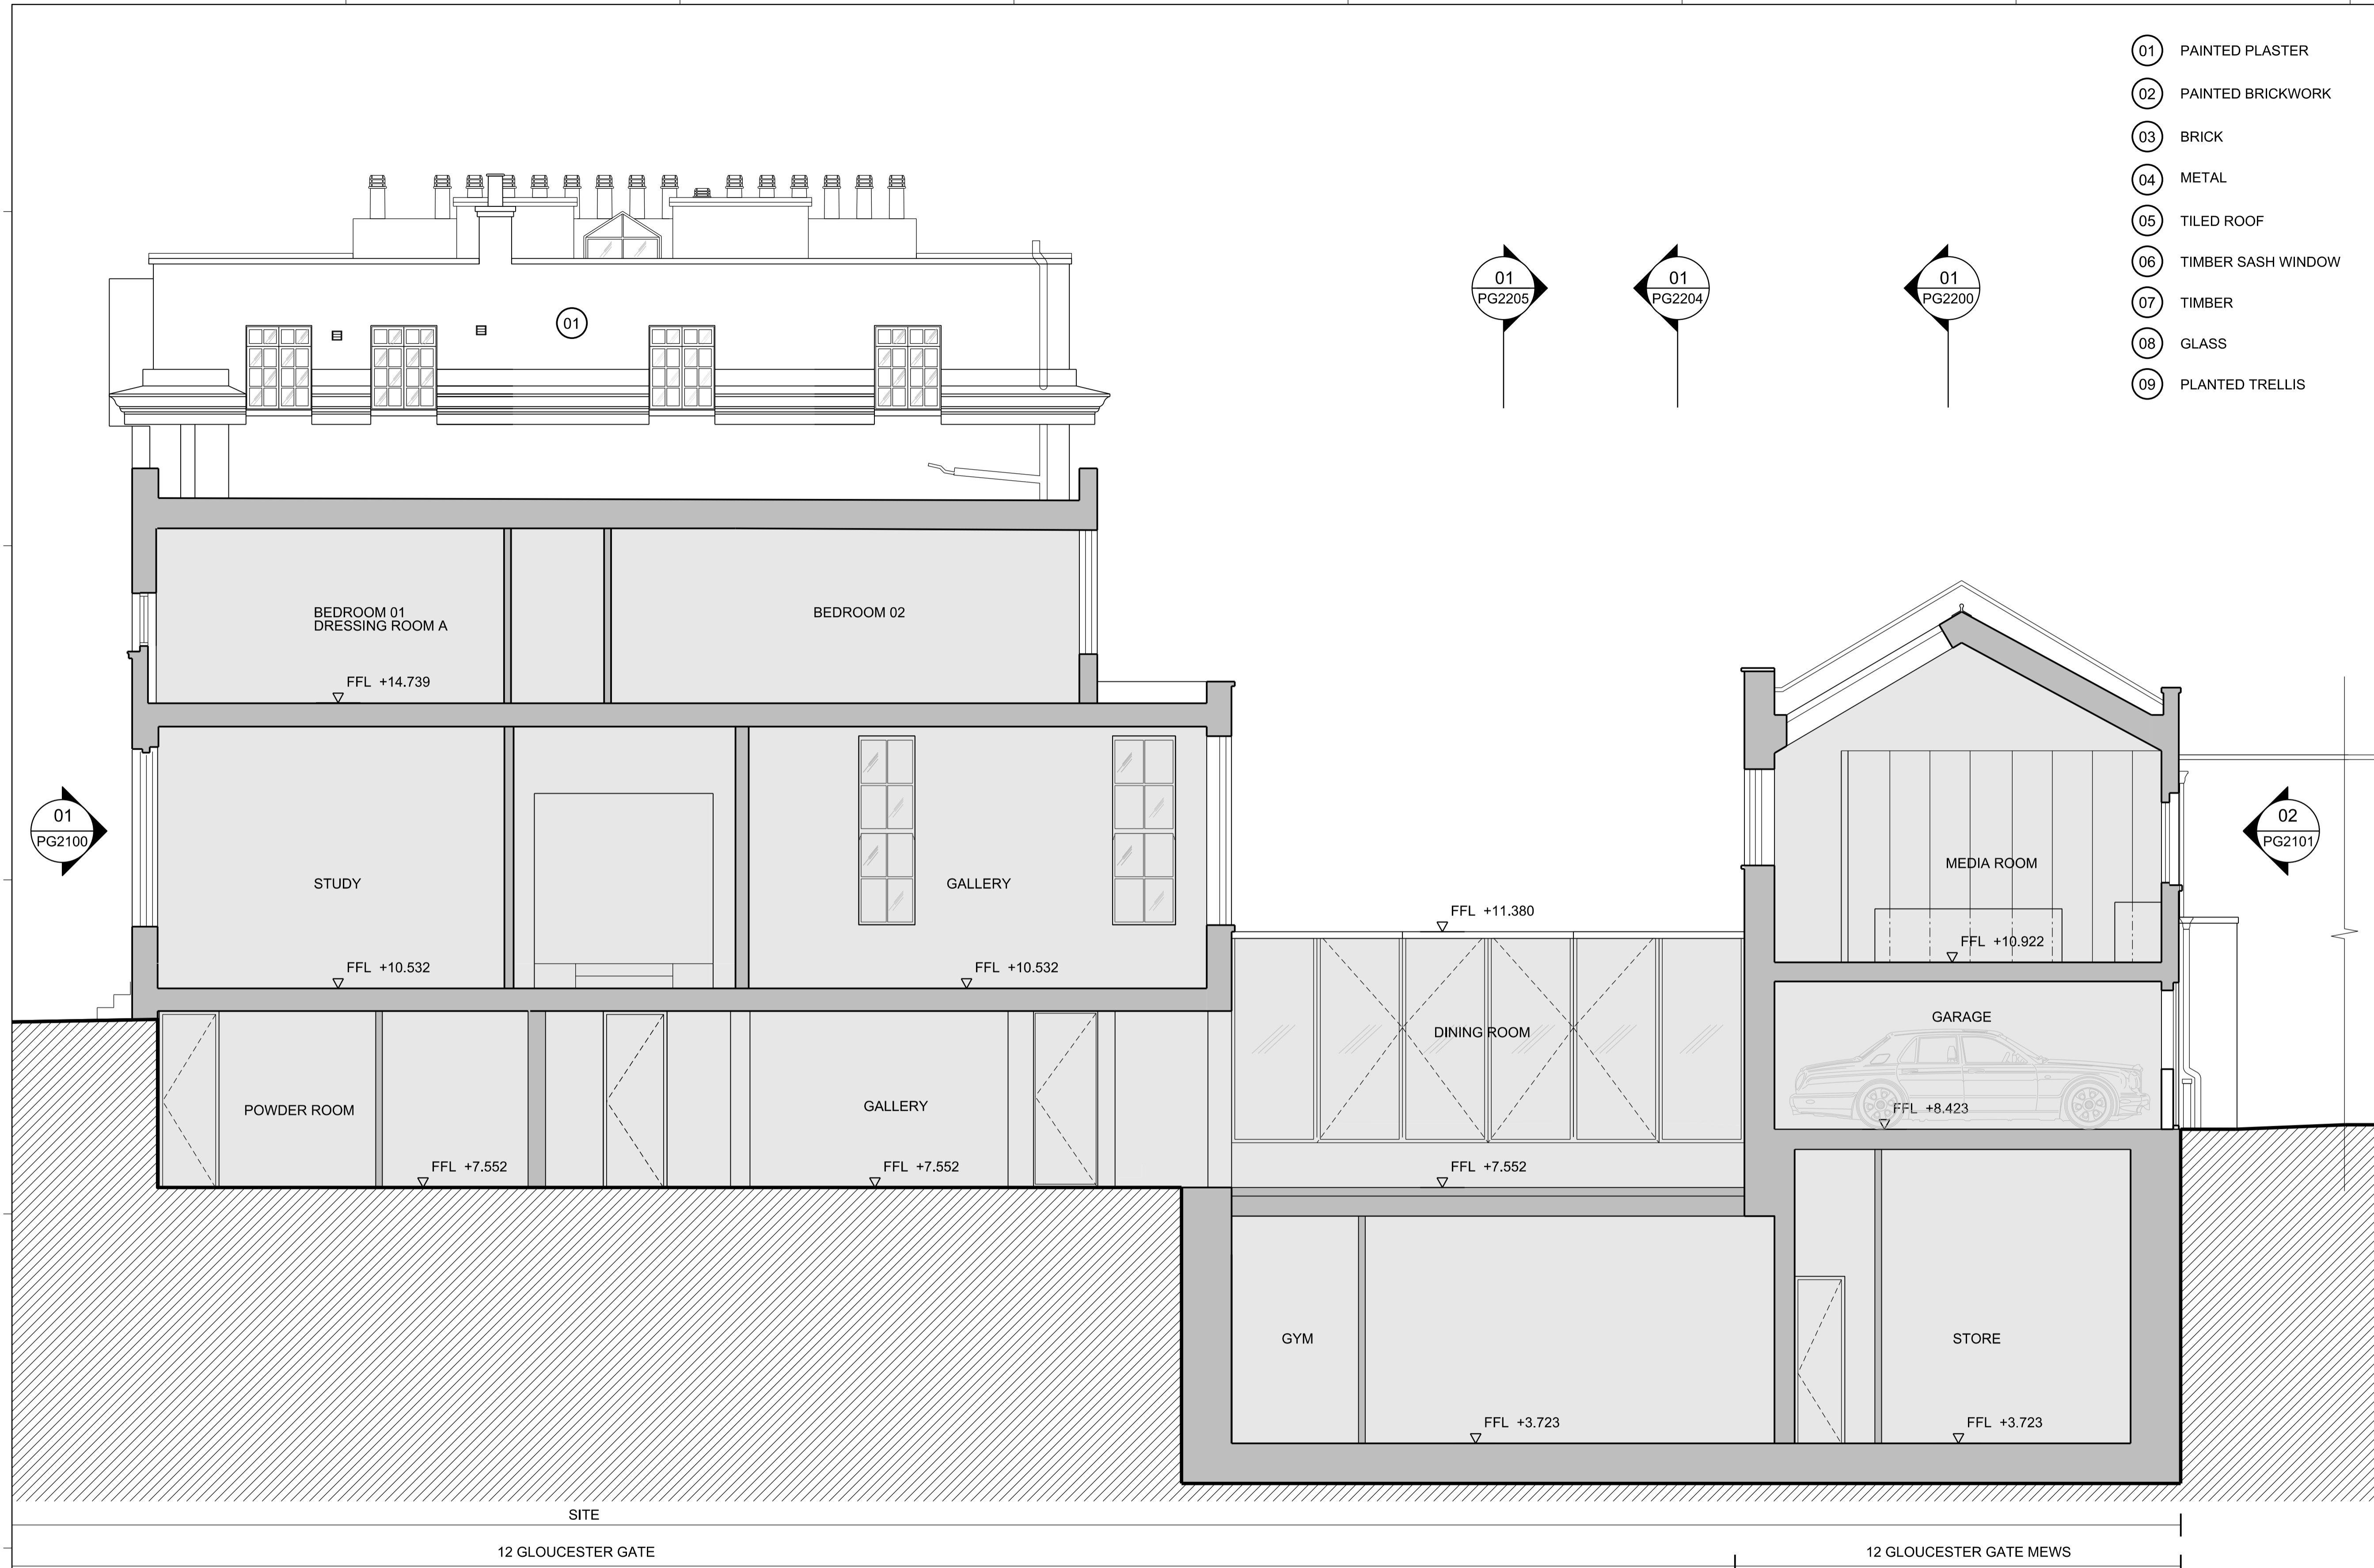 01 PAINTED PLASTER
02 PAINTED BRICKWORK
03 BRICK
04 METAL
05 TILED ROOF
06 TIMBER SASH WINDOW
07 TIMBER
08 GLASS
09 PLANTED TRELLIS
01
PG2205
01
PG2204
01
PG2200
01
BEDROOM 01
DRESSING ROOM A
BEDROOM 02
FFL +14.739
01
PG2100
02
PG2101
STUDY
GALLERY
MEDIA ROOM
FFL +11.380
FFL +10.922
FFL +10.532
FFL +10.532
GARAGE
DINING ROOM
POWDER ROOM
GALLERY
FFL +8.423
FFL +7.552
FFL +7.552
FFL +7.552
GYM
STORE
FFL +3.723
FFL +3.723
SITE
12 GLOUCESTER GATE
12 GLOUCESTER GATE MEWS